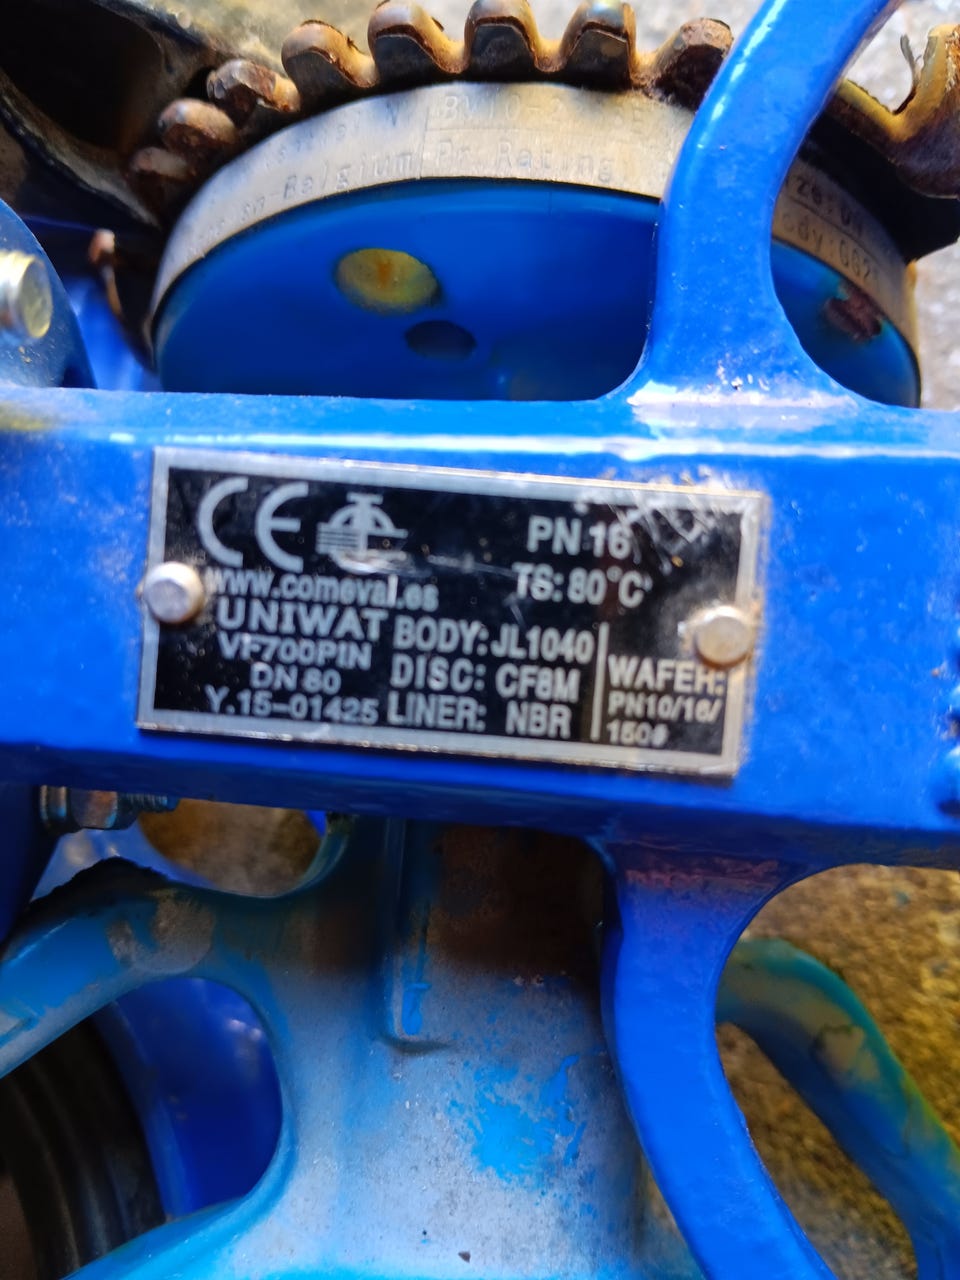 Belgium Pr. Rating
CE
PN 16
TS: 80°C
www.comeval.es
UNIWAT
VF700PIN
DN 80
Y.15-01425
BODY: JL1040
DISC: CF8M
LINER: NBR
WAFER:
PN10/16/
150#